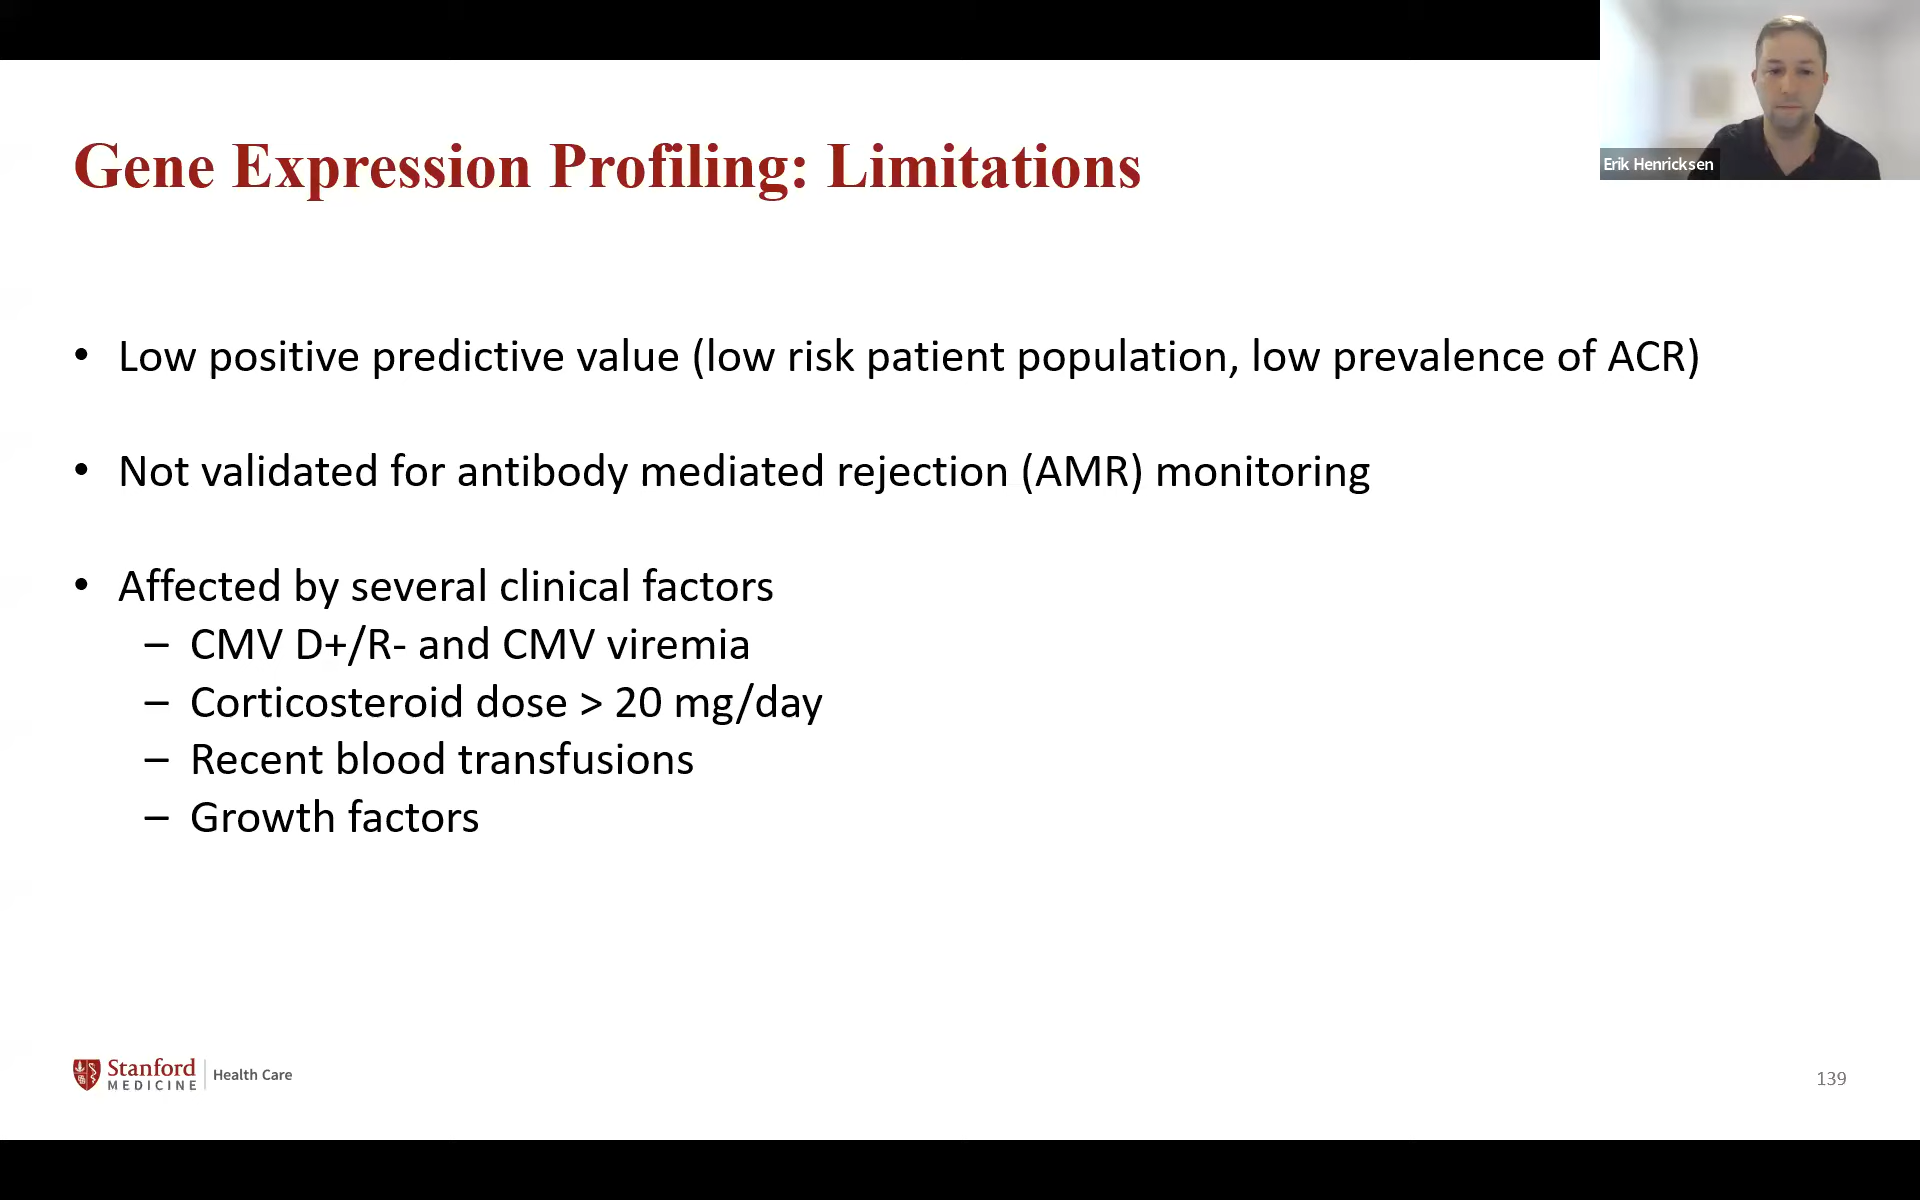 Erik Henricksen
Gene Expression Profiling: Limitations
• Low positive predictive value (low risk patient population, low prevalence of ACR)
• Not validated for antibody mediated rejection (AMR) monitoring
• Affected by several clinical factors
– CMV D+/R- and CMV viremia
– Corticosteroid dose > 20 mg/day
– Recent blood transfusions
– Growth factors
Stanford
MEDICINE
Health Care
139